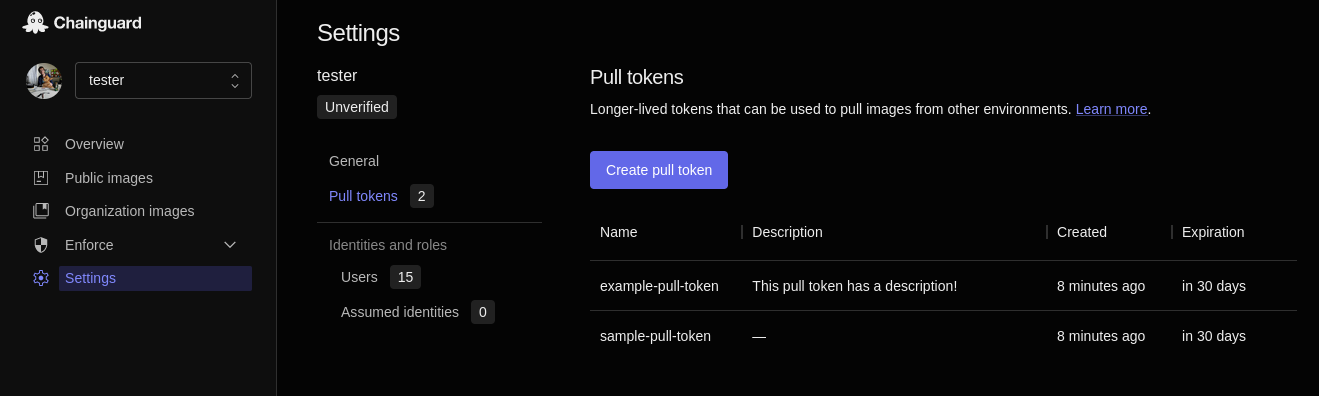 Chainguard
tester
Overview
Public images
Organization images
Enforce
Settings
Settings
tester
Unverified
General
Pull tokens 2
Identities and roles
Users 15
Assumed identities 0
Pull tokens
Longer-lived tokens that can be used to pull images from other environments. Learn more.
Create pull token
Name Description Created Expiration
example-pull-token This pull token has a description! 8 minutes ago in 30 days
sample-pull-token — 8 minutes ago in 30 days